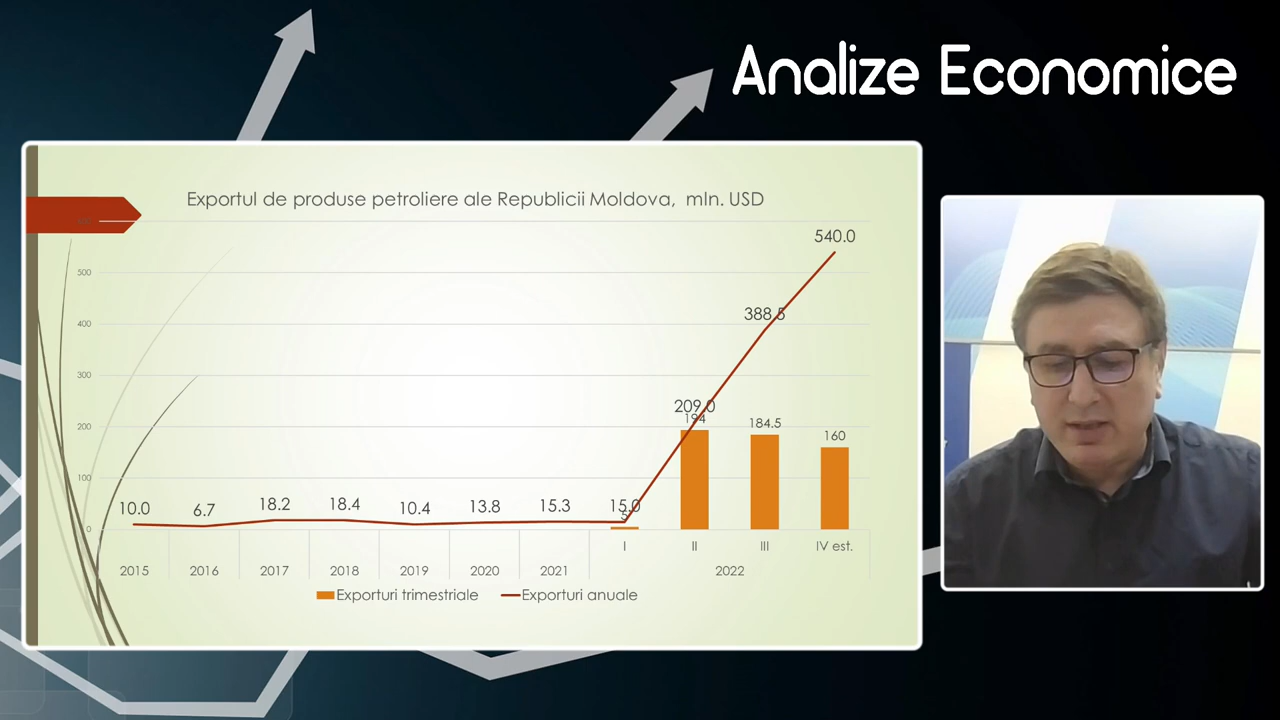 Analize Economice
Exportul de produse petroliere ale Republicii Moldova, mln. USD
540.0
500
400
388.5
300
209.0
194
184.5
160
200
100
10.0 6.7 18.2 18.4 10.4 13.8 15.3 15.0
5
0
I II III IV est.
2015 2016 2017 2018 2019 2020 2021 2022
Exporturi trimestriale Exporturi anuale